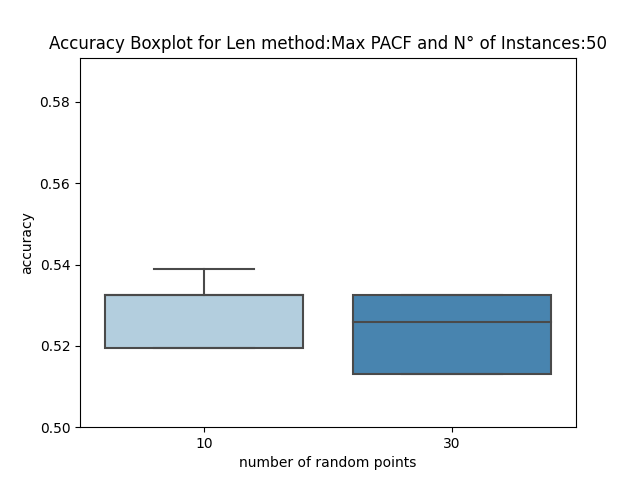 Accuracy Boxplot for Len method:Max PACF and N° of Instances:50
accuracy
0.58
0.56
0.54
0.52
0.50
10 30
number of random points